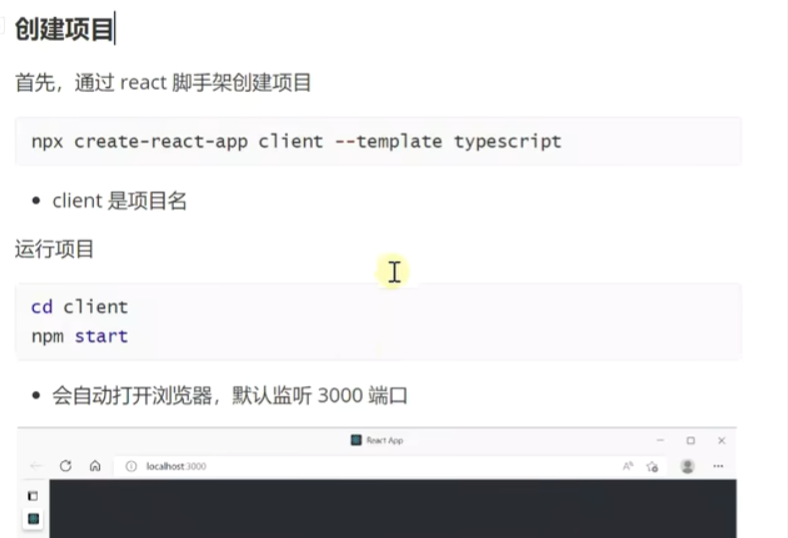 创建项目
首先，通过 react 脚手架创建项目
npx create-react-app client --template typescript
• client 是项目名
运行项目
cd client
npm start
• 会自动打开浏览器，默认监听 3000 端口
React App
localhost:3000